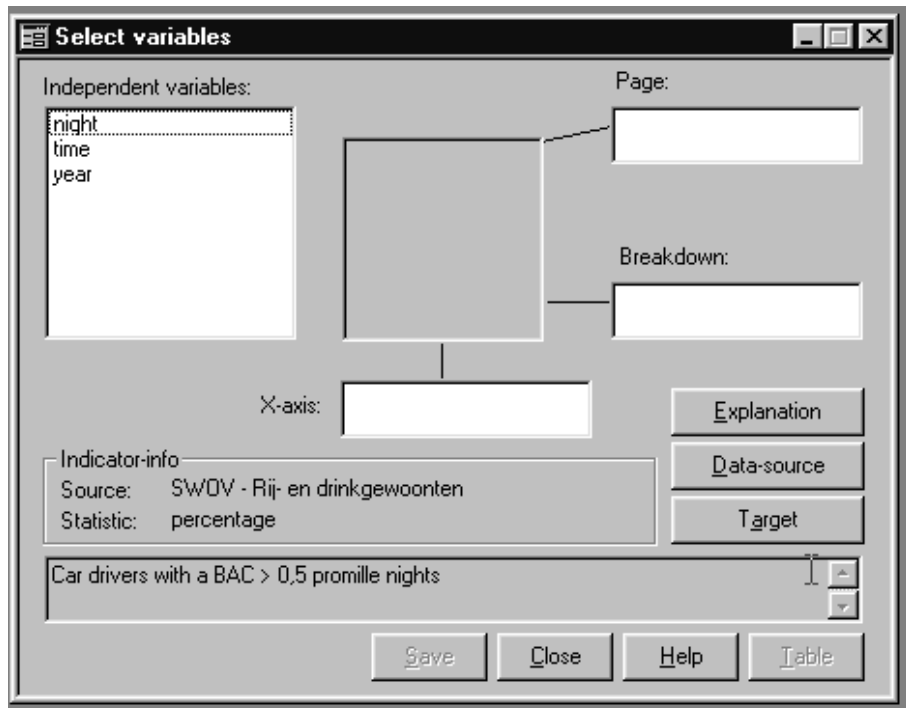 Select variables
Independent variables:
night
time
year
Page:
Breakdown:
X-axis:
Explanation
Data-source
Target
Indicator-info
Source: SWOV - Rij- en drinkgewoonten
Statistic: percentage
Car drivers with a BAC > 0,5 promille nights
Save Close Help Table